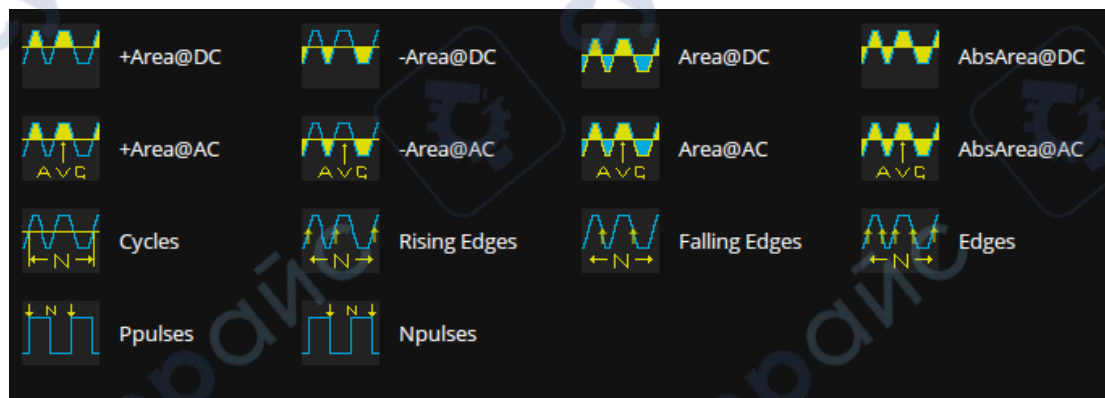 +Area@DC -Area@DC Area@DC AbsArea@DC
+Area@AC -Area@AC Area@AC AbsArea@AC
AVG AVG AVG AVG
Cycles Rising Edges Falling Edges Edges
N N N N
N N
Ppulses Npulses